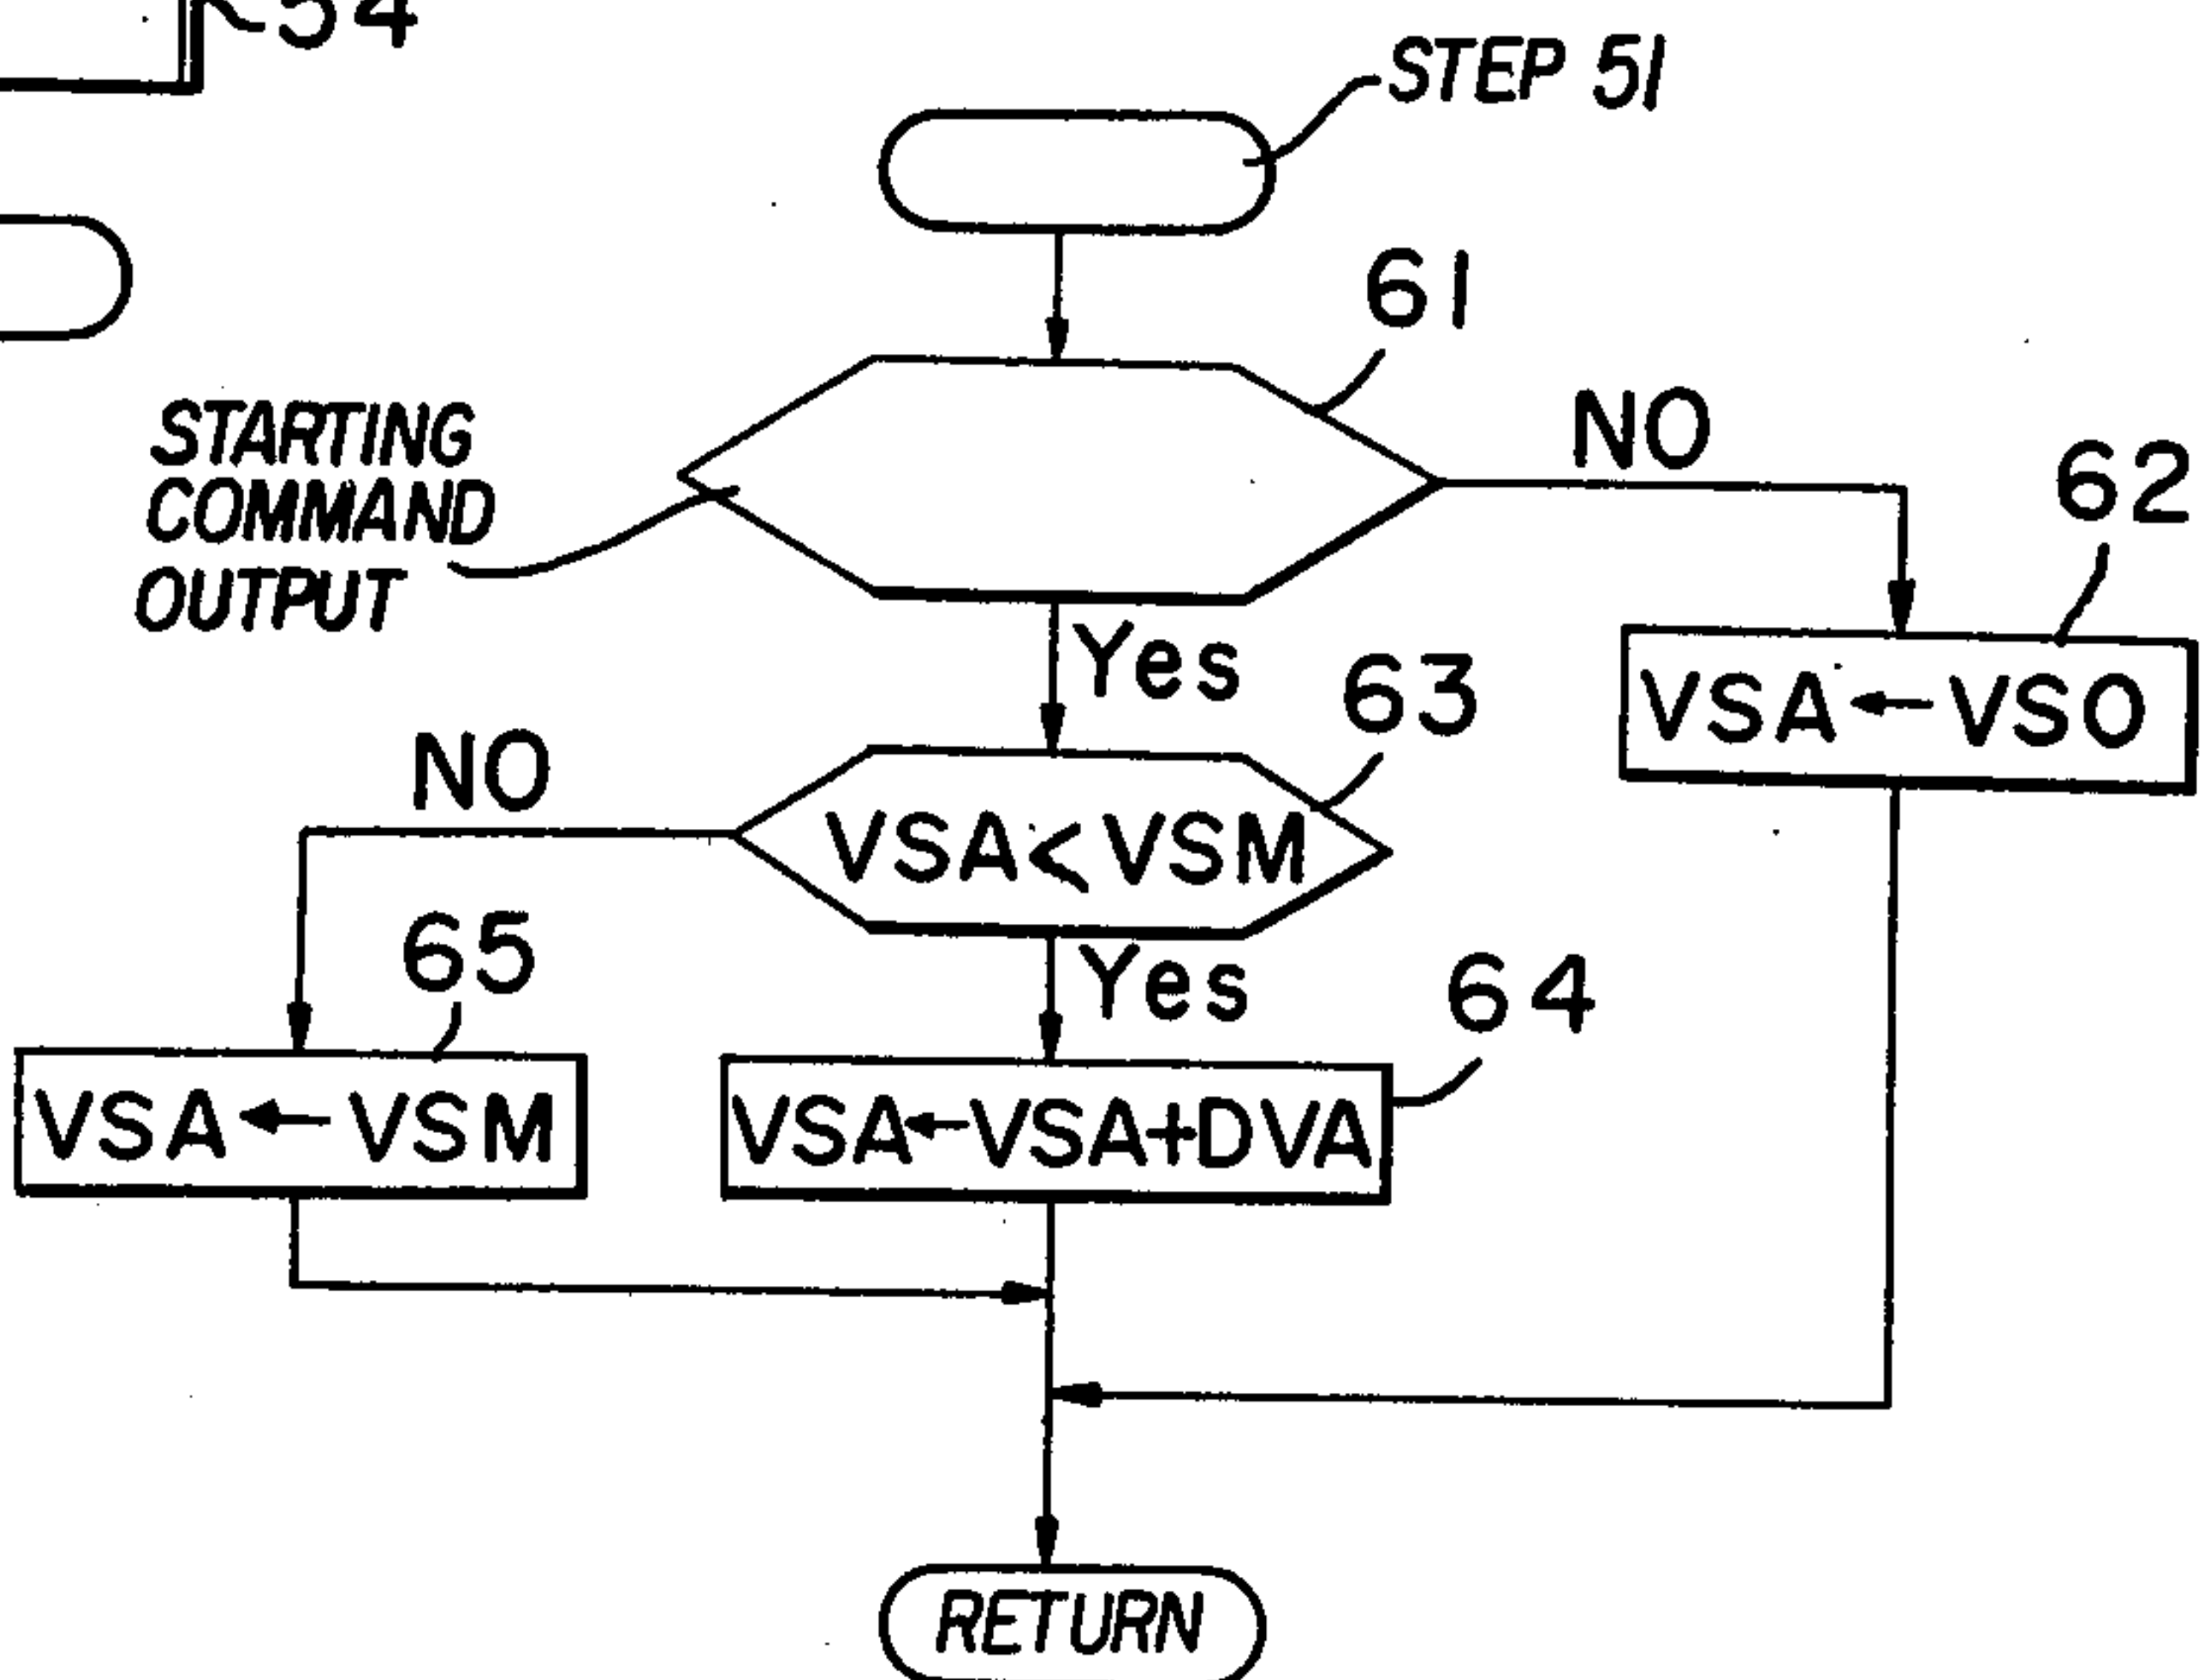 54
STEP 51
61
STARTING
COMMAND
OUTPUT
NO
62
Yes
VSA ← VSO
63
NO
VSA < VSM
65
Yes
64
VSA ← VSM
VSA ← VSA + DVA
RETURN